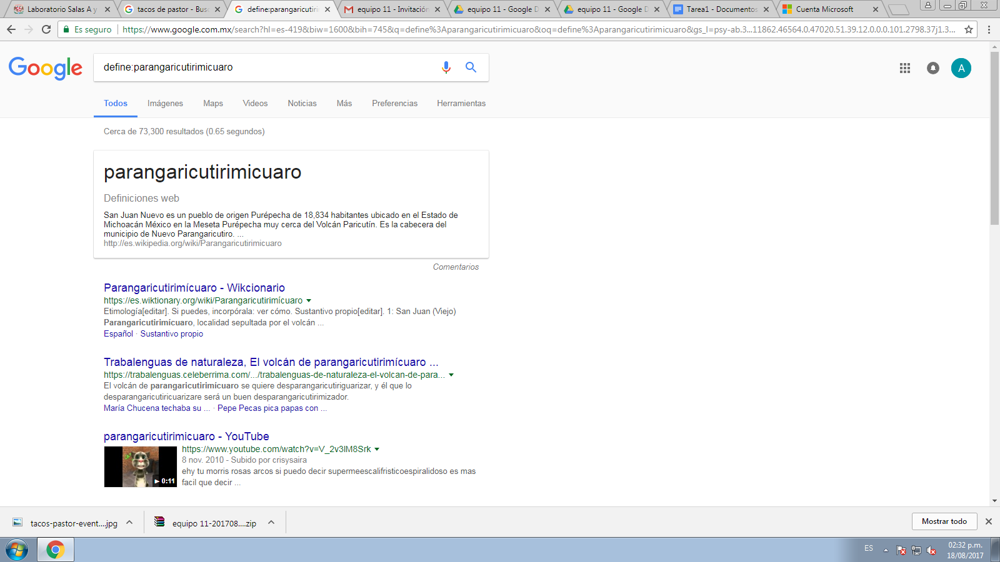 Laboratorio Salas A y
tacos de pastor - Bus
define:parangaricutiri
equipo 11 - Invitación
equipo 11 - Google D
equipo 11 - Google D
Tarea1 - Documentos
Cuenta Microsoft
Es seguro
https://www.google.com.mx/search?hl=es-419&biw=1600&bih=745&q=define%3Aparangaricutirimicuaro&oq=define%3Aparangaricutirimicuaro&gs_l=psy-ab.3...11862.46564.0.47020.51.39.12.0.0.0.101.2798.37j1.3...
Google
define:parangaricutirimicuaro
A
Todos
Imágenes
Maps
Videos
Noticias
Más
Preferencias
Herramientas
Cerca de 73,300 resultados (0.65 segundos)
parangaricutirimicuaro
Definiciones web
San Juan Nuevo es un pueblo de origen Purépecha de 18,834 habitantes ubicado en el Estado de
Michoacán México en la Meseta Purépecha muy cerca del Volcán Paricutín. Es la cabecera del
municipio de Nuevo Parangaricutiro. ...
http://es.wikipedia.org/wiki/Parangaricutirimicuaro
Comentarios
Parangaricutirimícuaro - Wikcionario
https://es.wiktionary.org/wiki/Parangaricutirimícuaro
Etimología[editar]. Si puedes, incorpórala: ver cómo. Sustantivo propio[editar]. 1: San Juan (Viejo)
Parangaricutirimícuaro, localidad sepultada por el volcán ...
Español · Sustantivo propio
Trabalenguas de naturaleza, El volcán de parangaricutirimícuaro ...
https://trabalenguas.celeberrima.com/.../trabalenguas-de-naturaleza-el-volcan-de-para...
El volcán de parangaricutirimícuaro se quiere desparangaricutiriguarizar, y él que lo
desparangaricutiricuarizare será un buen desparangaricutirimizador.
María Chucena techaba su ... · Pepe Pecas pica papas con ...
parangaricutirimicuaro - YouTube
https://www.youtube.com/watch?v=V_2v3lM8Srk
8 nov. 2010 - Subido por crisysaira
ehy tu morris rosas arcos si puedo decir supermeescalifristicoespiralidoso es mas
facil que decir ...
0:11
tacos-pastor-event....jpg
equipo 11-201708....zip
Mostrar todo
ES
02:32 p.m.
18/08/2017